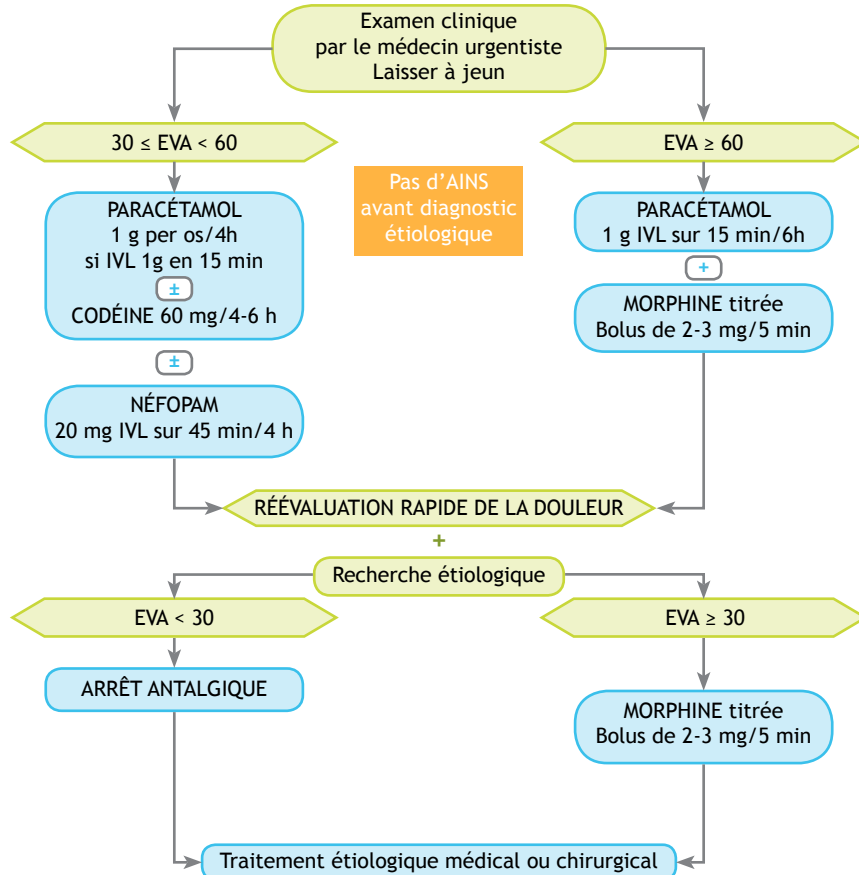 Examen clinique
par le médecin urgentiste
Laisser à jeun
30 ≤ EVA < 60
EVA ≥ 60
Pas d'AINS
avant diagnostic
étiologique
PARACÉTAMOL
1 g per os/4h
si IVL 1g en 15 min
±
CODÉINE 60 mg/4-6 h
±
NÉFOPAM
20 mg IVL sur 45 min/4 h
PARACÉTAMOL
1 g IVL sur 15 min/6h
+
MORPHINE titrée
Bolus de 2-3 mg/5 min
RÉÉVALUATION RAPIDE DE LA DOULEUR
+
Recherche étiologique
EVA < 30
EVA ≥ 30
ARRÊT ANTALGIQUE
MORPHINE titrée
Bolus de 2-3 mg/5 min
Traitement étiologique médical ou chirurgical